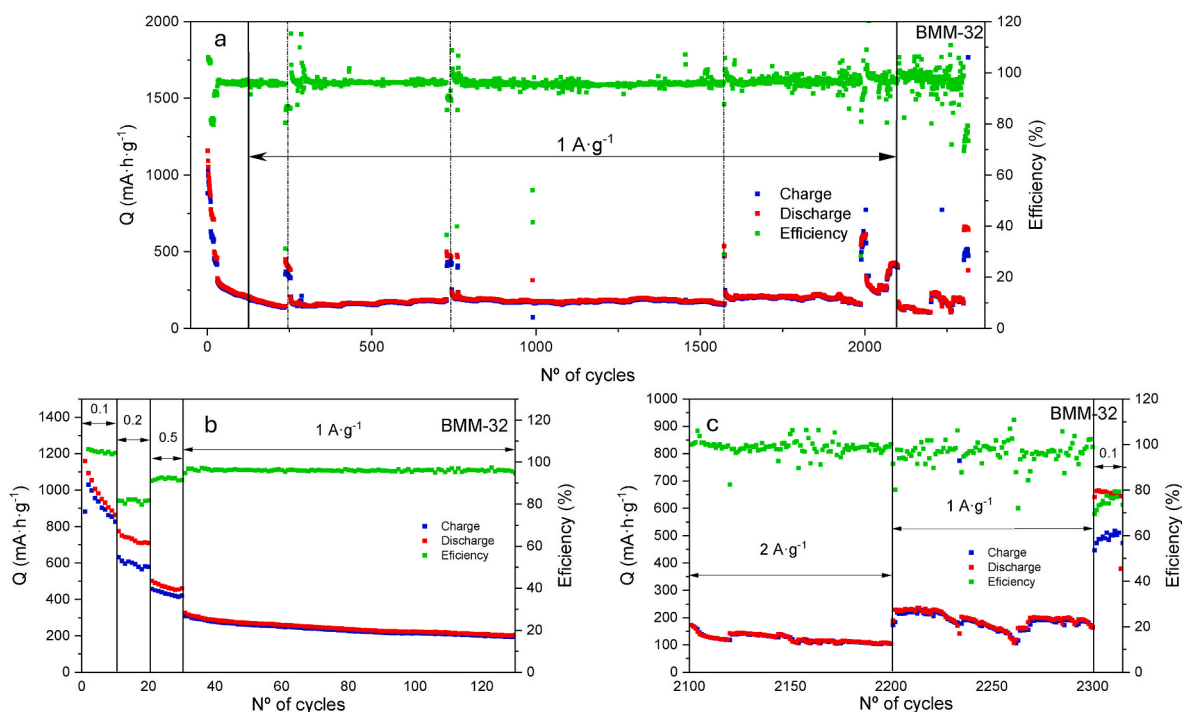 a
BMM-32
2000
1500
1000
500
0
Q (mA·h·g⁻¹)
120
100
80
60
40
20
0
Efficiency (%)
1 A·g⁻¹
Charge
Discharge
Efficiency
0
500
1000
1500
2000
Nº of cycles
b
BMM-32
0.1
0.2
0.5
1 A·g⁻¹
1400
1200
1000
800
600
400
200
0
Q (mA·h·g⁻¹)
120
100
80
60
40
20
0
Eficiency (%)
Charge
Discharge
Eficiency
0
20
40
60
80
100
120
Nº of cycles
c
BMM-32
0.1
1 A·g⁻¹
2 A·g⁻¹
1000
900
800
700
600
500
400
300
200
100
0
Q (mA·h·g⁻¹)
120
100
80
60
40
20
0
Eficiency (%)
Charge
Discharge
Eficiency
2100
2150
2200
2250
2300
Nº of cycles